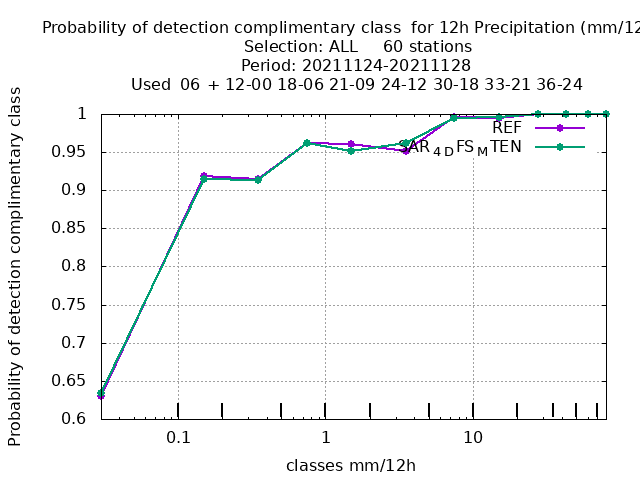 Probability of detection complimentary class  for 12h Precipitation (mm/12
Selection: ALL     60 stations
Period: 20211124-20211128
Used  06 + 12-00 18-06 21-09 24-12 30-18 33-21 36-24
Probability of detection complimentary class
1
0.95
0.9
0.85
0.8
0.75
0.7
0.65
0.6
REF
SAR4DFSMTEN
0.1
1
10
classes mm/12h